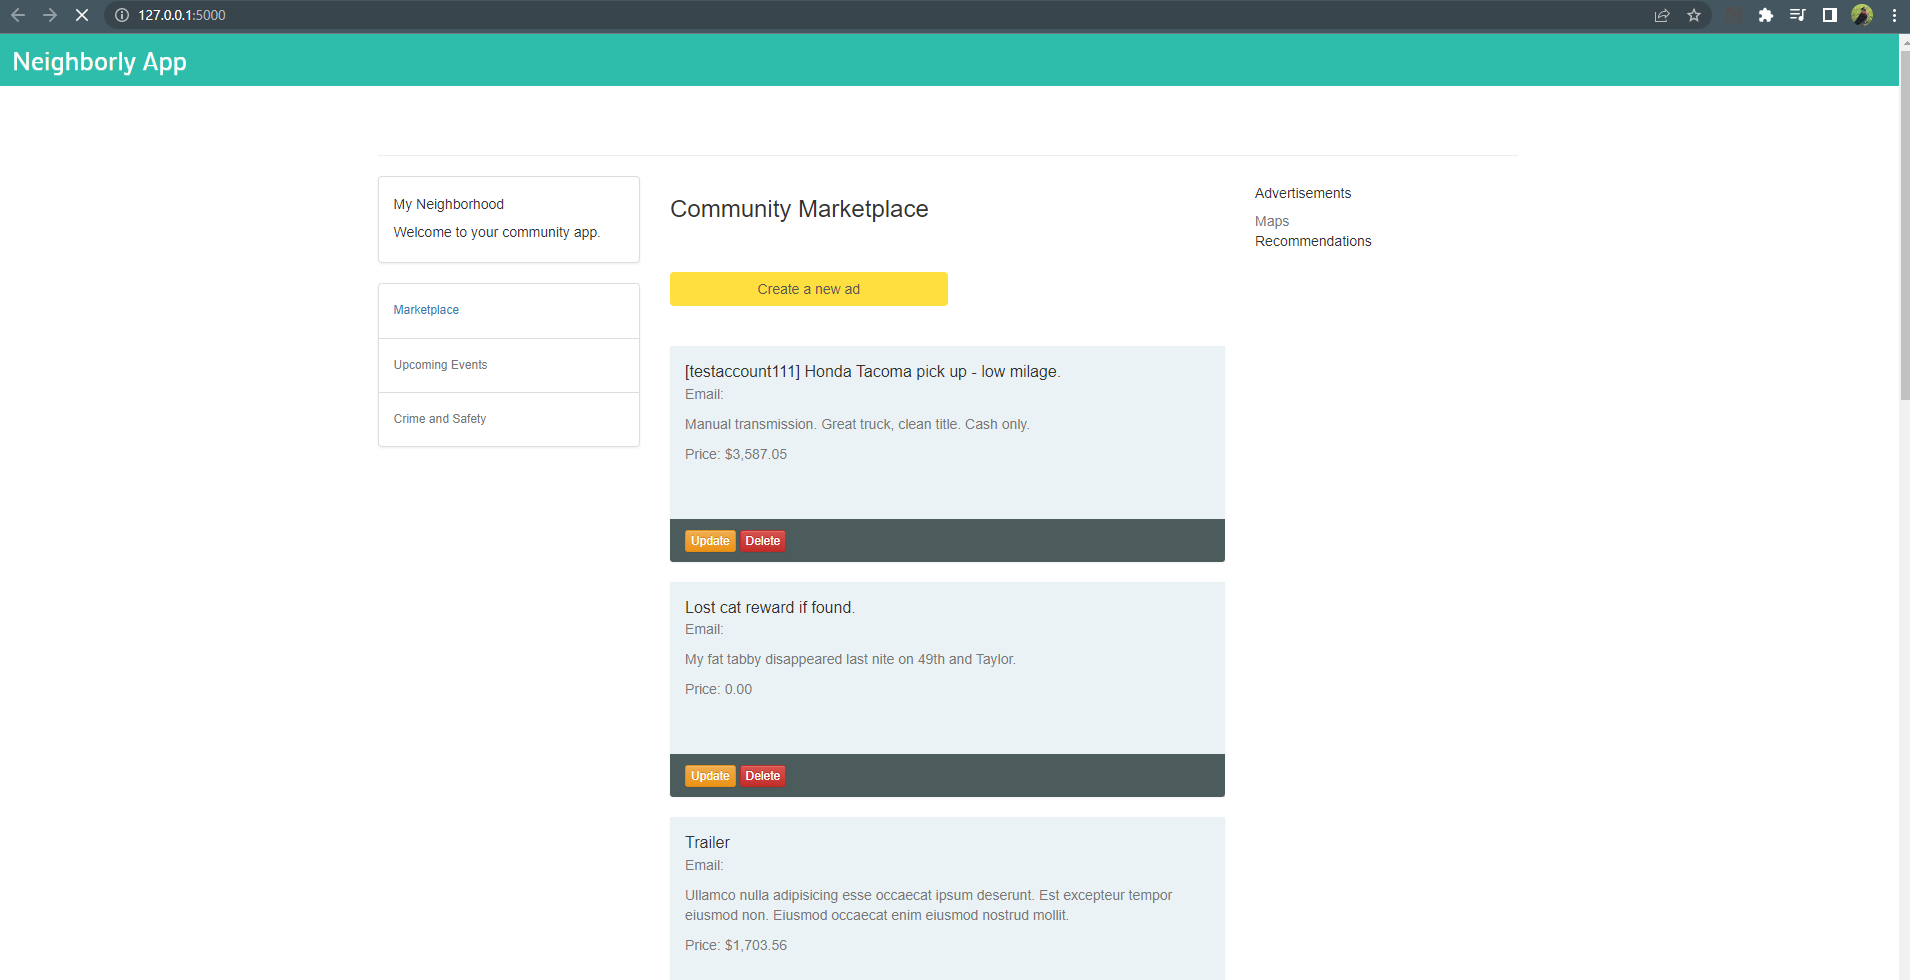 127.0.0.1:5000
Neighborly App
My Neighborhood
Welcome to your community app.
Marketplace
Upcoming Events
Crime and Safety
Community Marketplace
Create a new ad
[testaccount111] Honda Tacoma pick up - low milage.
Email:
Manual transmission. Great truck, clean title. Cash only.
Price: $3,587.05
Update Delete
Lost cat reward if found.
Email:
My fat tabby disappeared last nite on 49th and Taylor.
Price: 0.00
Update Delete
Trailer
Email:
Ullamco nulla adipisicing esse occaecat ipsum deserunt. Est excepteur tempor
eiusmod non. Eiusmod occaecat enim eiusmod nostrud mollit.
Price: $1,703.56
Advertisements
Maps
Recommendations